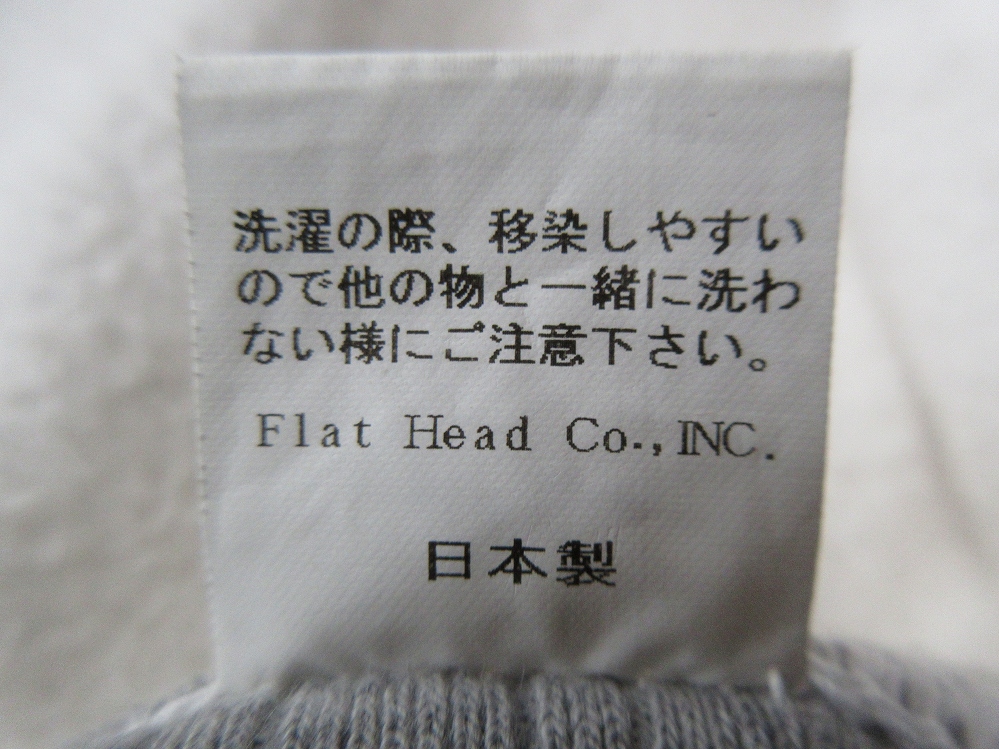 洗濯の際、移染しやすい
ので他の物と一緒に洗わ
ない様にご注意下さい。
Flat Head Co.,INC.
日本製